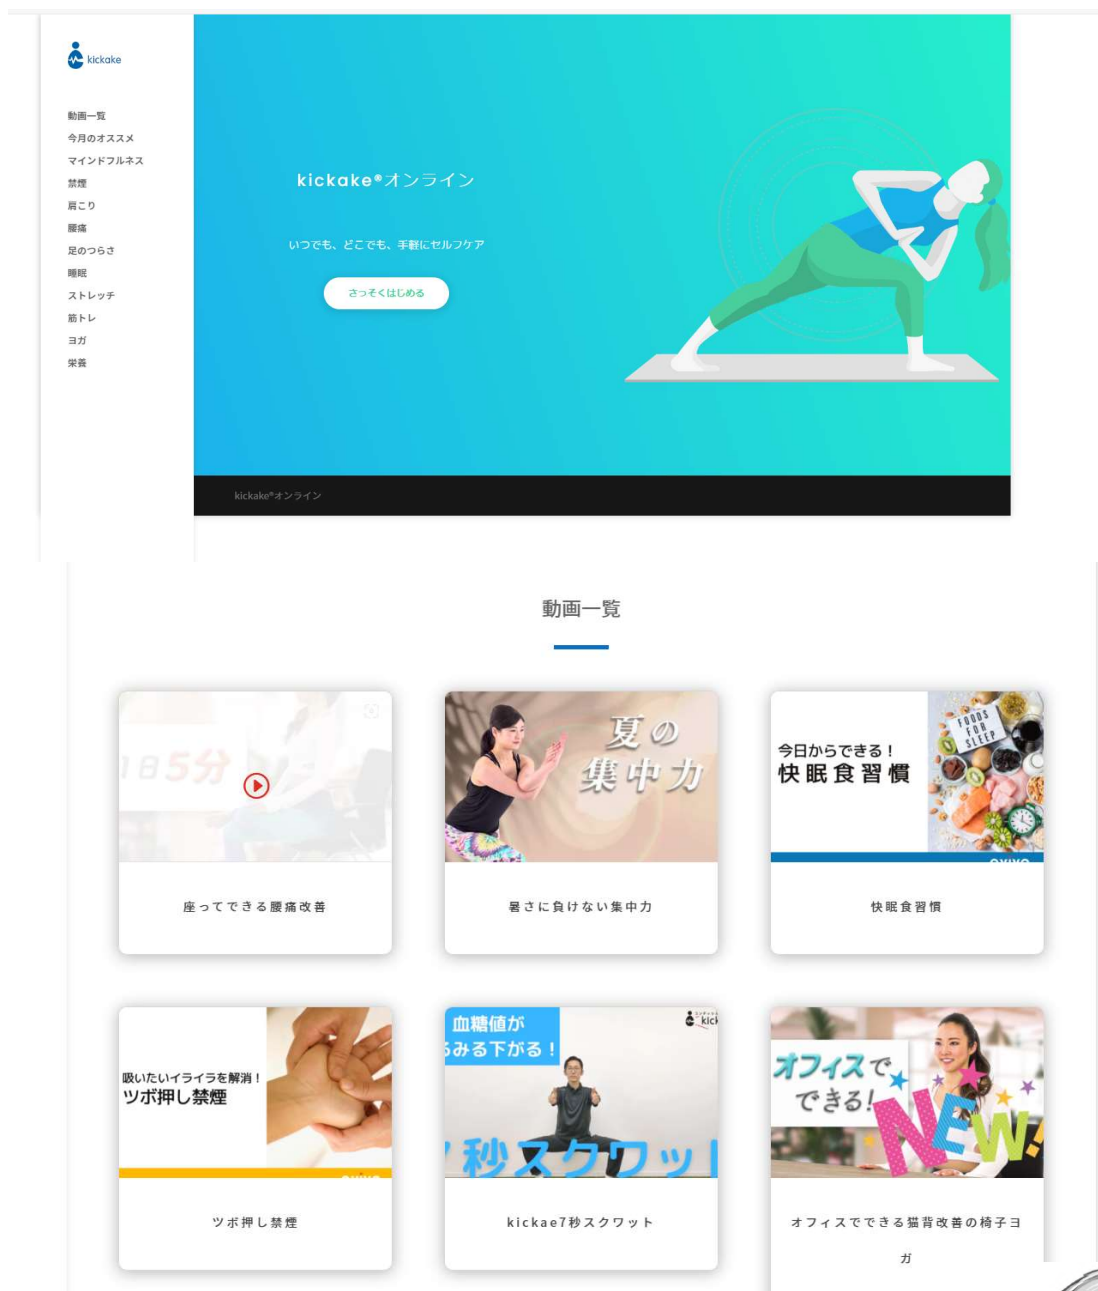 kickake
動画一覧
今月のオススメ
マインドフルネス
禁煙
肩こり
腰痛
足のつらさ
睡眠
ストレッチ
筋トレ
ヨガ
栄養
kickake®オンライン
いつでも、どこでも、手軽にセルフケア
さっそくはじめる
kickake®オンライン
動画一覧
5分
夏の
集中力
今日からできる！
快眠食習慣
FOODS
FOR
SLEEP
座ってできる腰痛改善
暑さに負けない集中力
快眠食習慣
吸いたいイライラを解消！
ツボ押し禁煙
血糖値が
みる下がる！
kick
秒スクワット
オフィスで
できる!
NEW!
ツボ押し禁煙
kickae7秒スクワット
オフィスでできる猫背改善の椅子ヨ
ガ